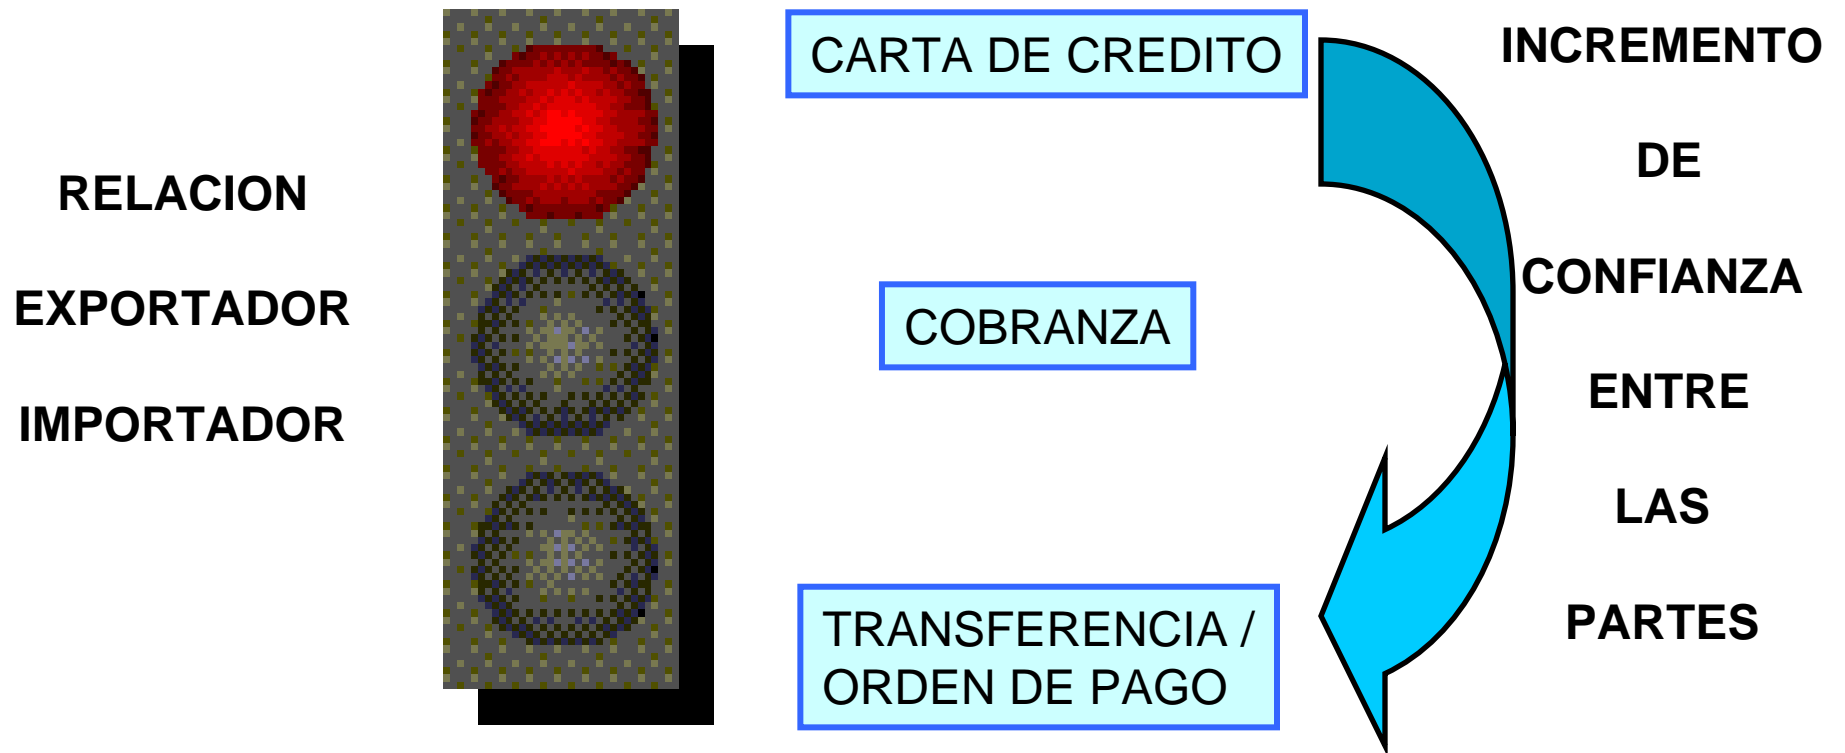 RELACION
EXPORTADOR
IMPORTADOR
CARTA DE CREDITO
COBRANZA
TRANSFERENCIA /
ORDEN DE PAGO
INCREMENTO
DE
CONFIANZA
ENTRE
LAS
PARTES